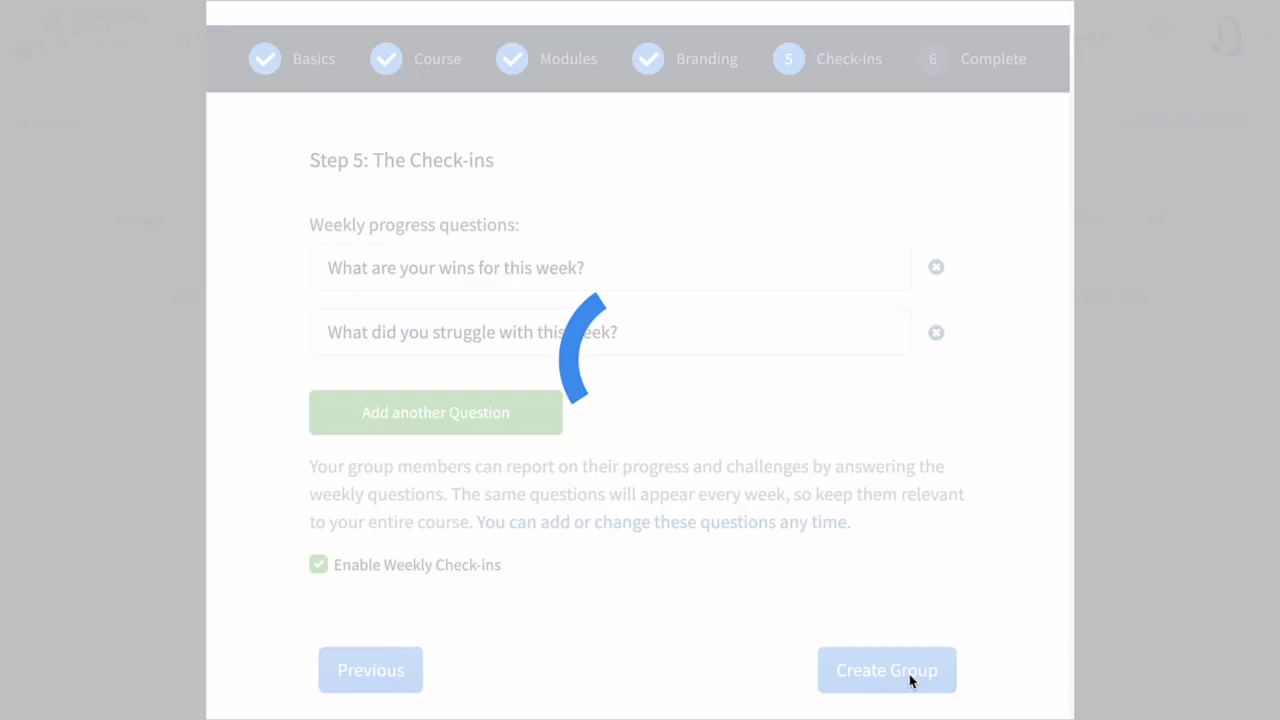 Basics
Course
Modules
Branding
5 Check-ins
6 Complete
Step 5: The Check-ins
Weekly progress questions:
What are your wins for this week?
What did you struggle with this week?
Add another Question
Your group members can report on their progress and challenges by answering the
weekly questions. The same questions will appear every week, so keep them relevant
to your entire course. You can add or change these questions any time.
Enable Weekly Check-ins
Previous
Create Group